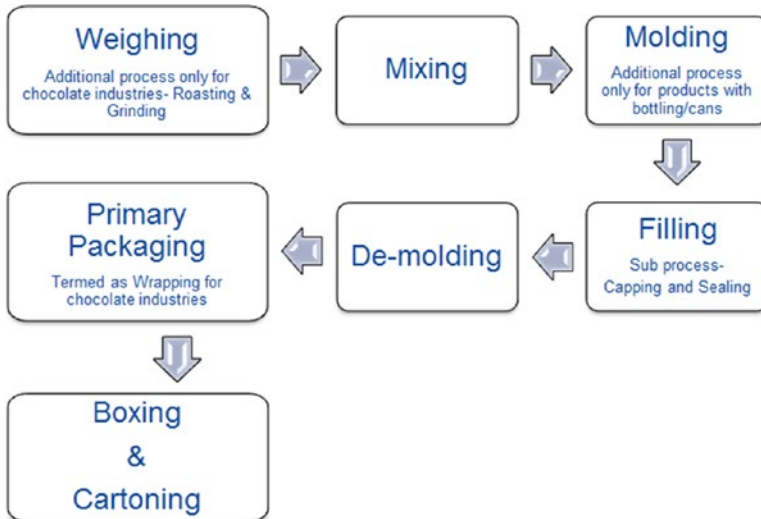 Weighing
Additional process only for
chocolate industries- Roasting &
Grinding
Mixing
Molding
Additional process
only for products with
bottling/cans
Filling
Sub process-
Capping and Sealing
De-molding
Primary
Packaging
Termed as Wrapping for
chocolate industries
Boxing
&
Cartoning